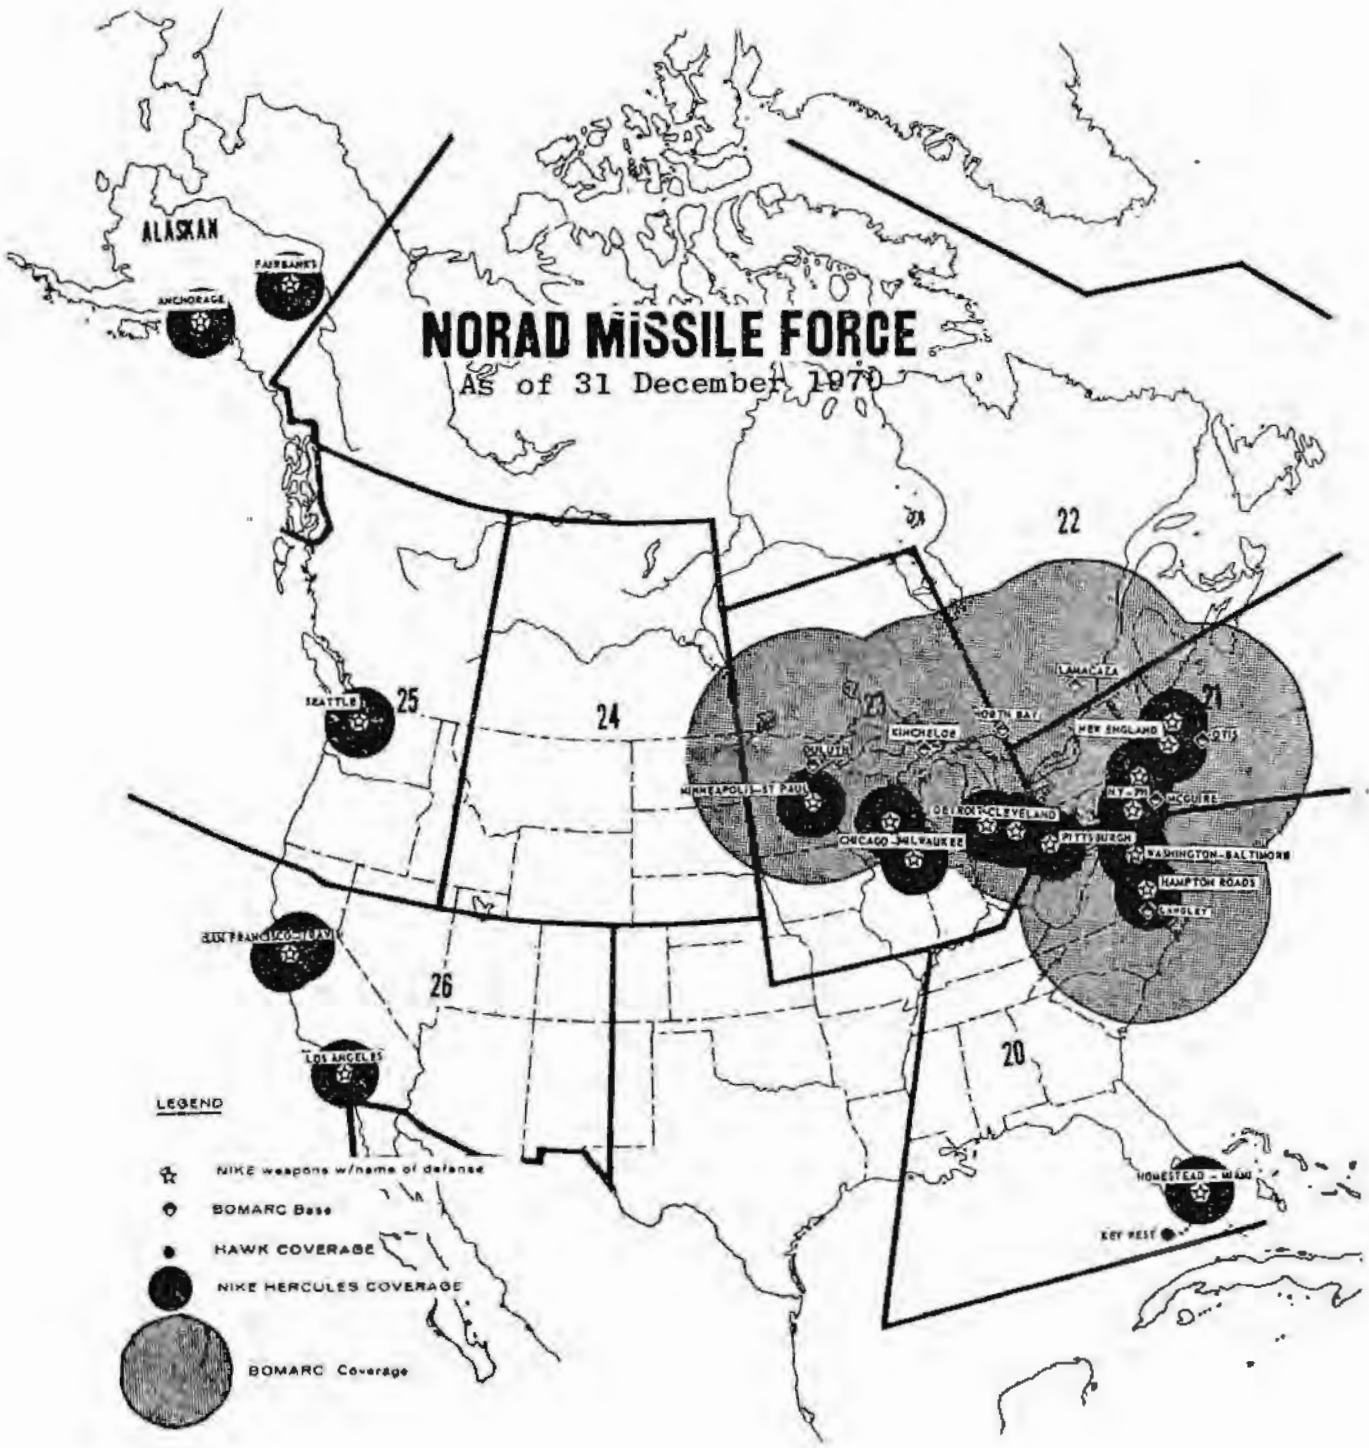 ALASKAN
FAIRBANKS
ANCHORAGE
NORAD MISSILE FORCE
As of 31 December 1970
22
SEATTLE
25
24
23
LAMACAZA
21
NORTH BAY
KINCHELOE
NEW ENGLAND
OTIS
DULUTH
MINNEAPOLIS-ST PAUL
N.Y-PH
MCGUIRE
DETROIT-CLEVELAND
CHICAGO-MILWAUKEE
PITTSBURGH
WASHINGTON-BALTIMORE
HAMPTON ROADS
LANGLEY
SAN FRANCISCO-TRAVIS
26
20
LOS ANGELES
LEGEND
NIKE weapons w/name of defense
BOMARC Base
HAWK COVERAGE
NIKE HERCULES COVERAGE
BOMARC Coverage
HOMESTEAD - MIAMI
KEY WEST